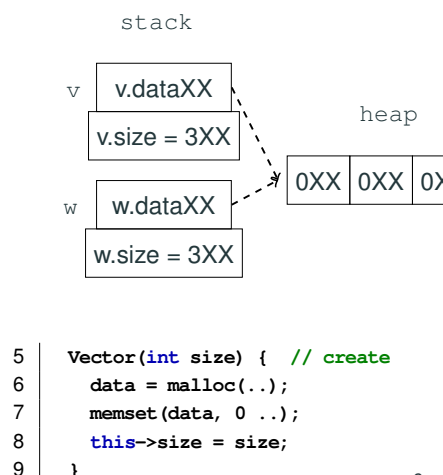 stack
v v.dataXX
v.size = 3XX
heap
0XX 0XX 0X
w w.dataXX
w.size = 3XX
5 Vector(int size) { // create
6 data = malloc(..);
7 memset(data, 0 ..);
8 this->size = size;
9 }